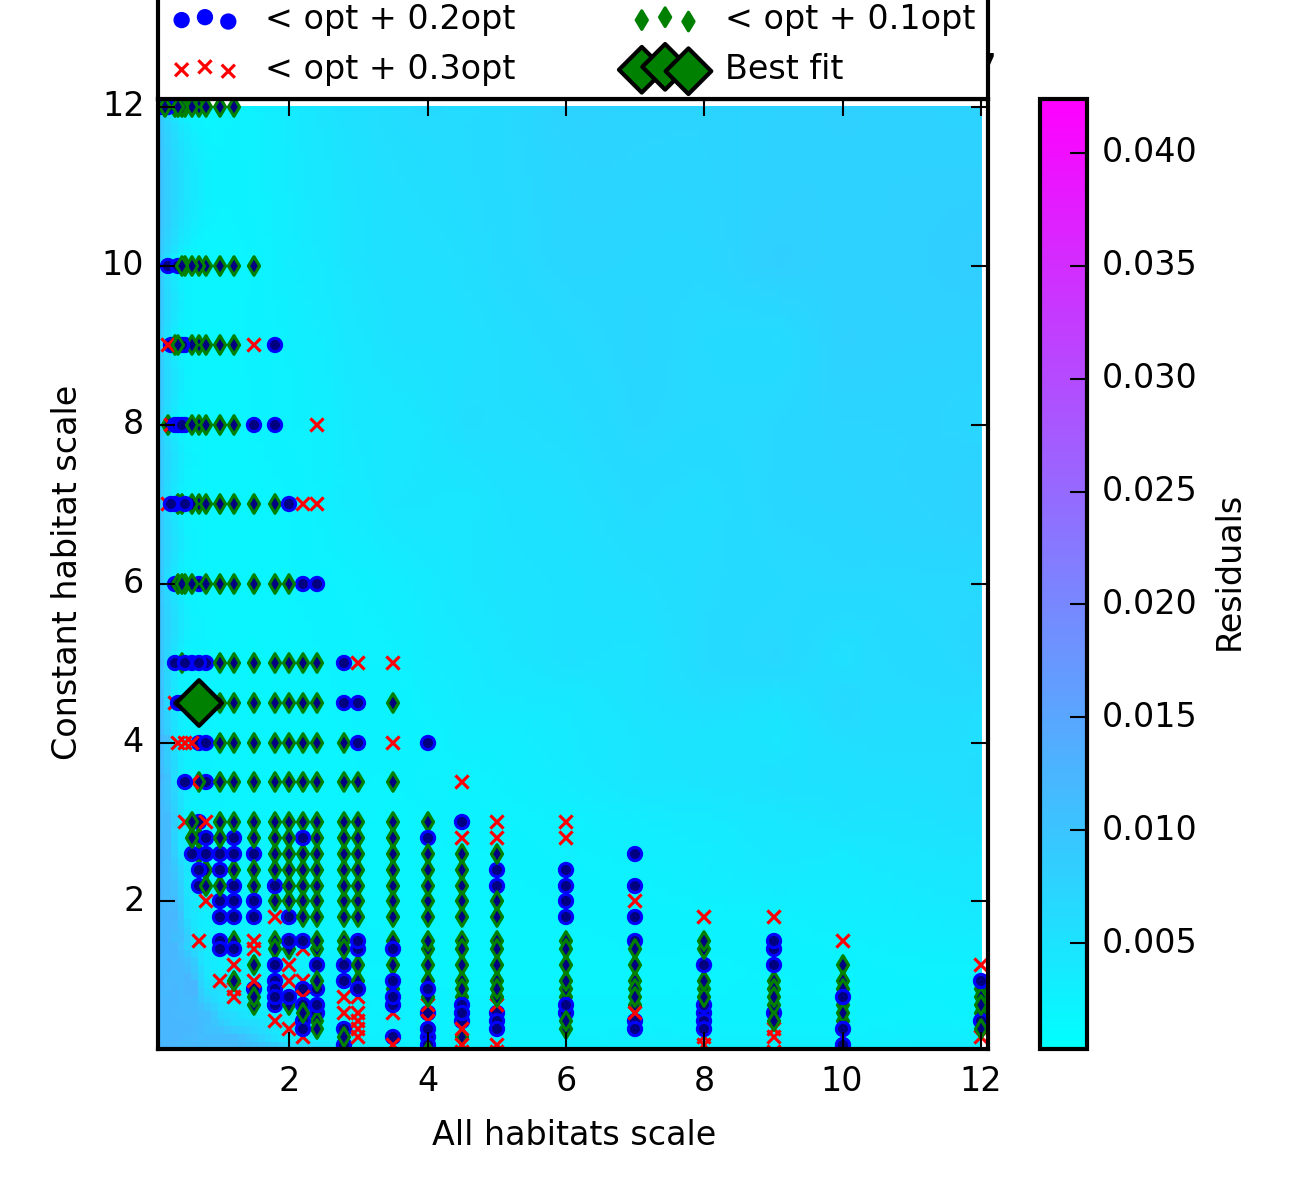 < opt + 0.2opt < opt + 0.1opt
< opt + 0.3opt Best fit
12
10
8
6
4
2
Constant habitat scale
2 4 6 8 10 12
All habitats scale
0.040
0.035
0.030
0.025
0.020
0.015
0.010
0.005
Residuals